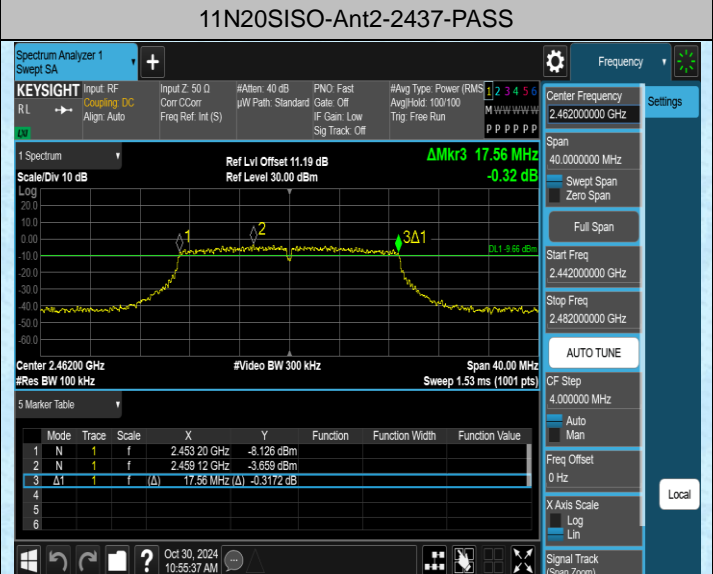 11N20SISO-Ant2-2437-PASS
Spectrum Analyzer 1
Swept SA
+
Frequency
KEYSIGHT
RL
Input: RF
Coupling: DC
Align: Auto
Input Z: 50 Ω
Corr CCorr
Freq Ref: Int (S)
#Atten: 40 dB
µW Path: Standard
PNO: Fast
Gate: Off
IF Gain: Low
Sig Track: Off
#Avg Type: Power (RMS
Avg|Hold: 100/100
Trig: Free Run
1 2 3 4 5 6
M W W W W W
P P P P P P
Center Frequency
2.462000000 GHz
Settings
Span
40.0000000 MHz
Swept Span
Zero Span
Full Span
Start Freq
2.442000000 GHz
Stop Freq
2.482000000 GHz
AUTO TUNE
CF Step
4.000000 MHz
Auto
Man
Freq Offset
0 Hz
X Axis Scale
Log
Lin
Signal Track
(Span Zoom)
Local
1 Spectrum
Scale/Div 10 dB
Ref Lvl Offset 11.19 dB
Ref Level 30.00 dBm
ΔMkr3 17.56 MHz
-0.32 dB
Log
20.0
10.0
0.00
-10.0
-20.0
-30.0
-40.0
-50.0
-60.0
1
2
3Δ1
DL1 -9.66 dBm
Center 2.46200 GHz
#Video BW 300 kHz
Span 40.00 MHz
#Res BW 100 kHz
Sweep 1.53 ms (1001 pts)
5 Marker Table
Mode Trace Scale X Y Function Function Width Function Value
1 N 1 f 2.453 20 GHz -8.126 dBm
2 N 1 f 2.459 12 GHz -3.659 dBm
3 Δ1 1 f (Δ) 17.56 MHz (Δ) -0.3172 dB
4
5
6
?
Oct 30, 2024
10:55:37 AM